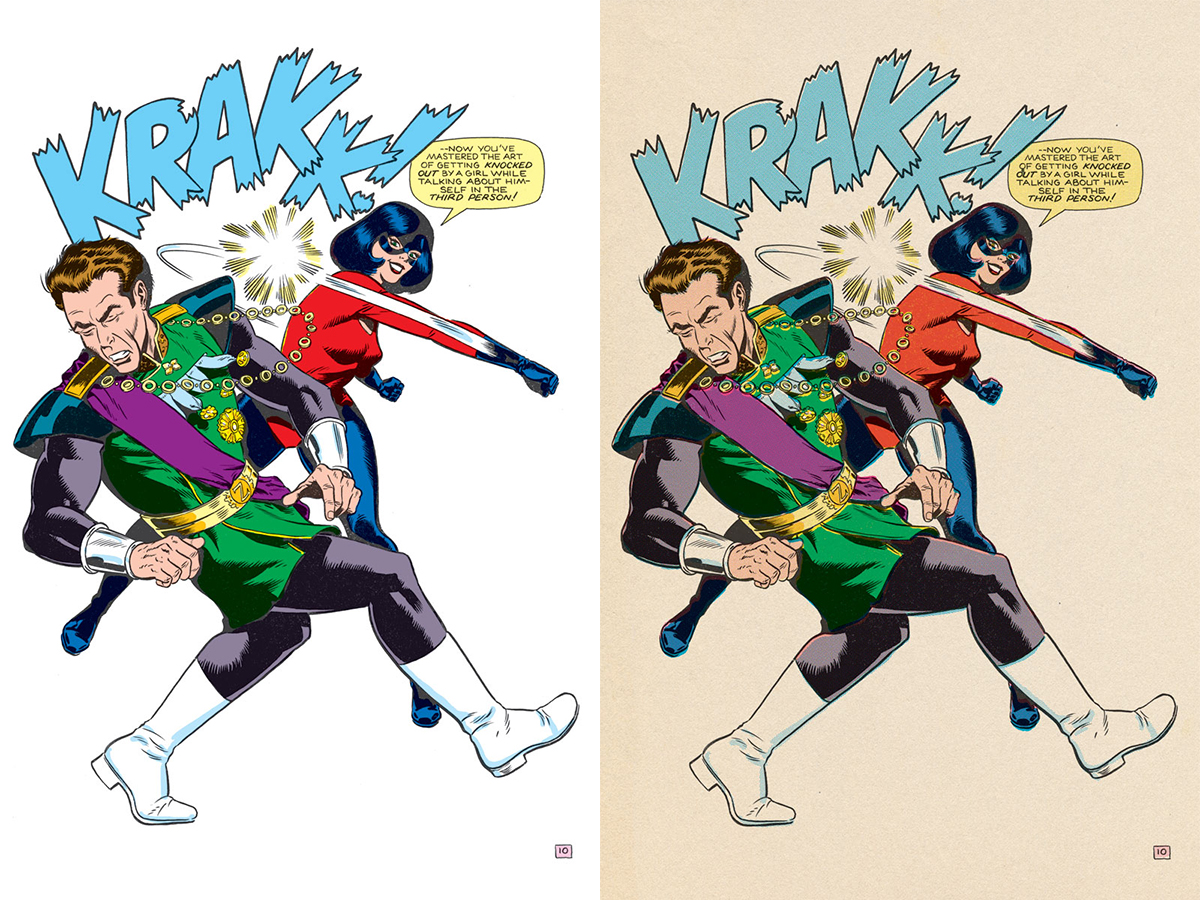 KRAKK!
--NOW YOU'VE
MASTERED THE ART
OF GETTING KNOCKED
OUT BY A GIRL WHILE
TALKING ABOUT HIM-
SELF IN THE
THIRD PERSON!
Z
10
KRAKK!
--NOW YOU'VE
MASTERED THE ART
OF GETTING KNOCKED
OUT BY A GIRL WHILE
TALKING ABOUT HIM-
SELF IN THE
THIRD PERSON!
Z
10